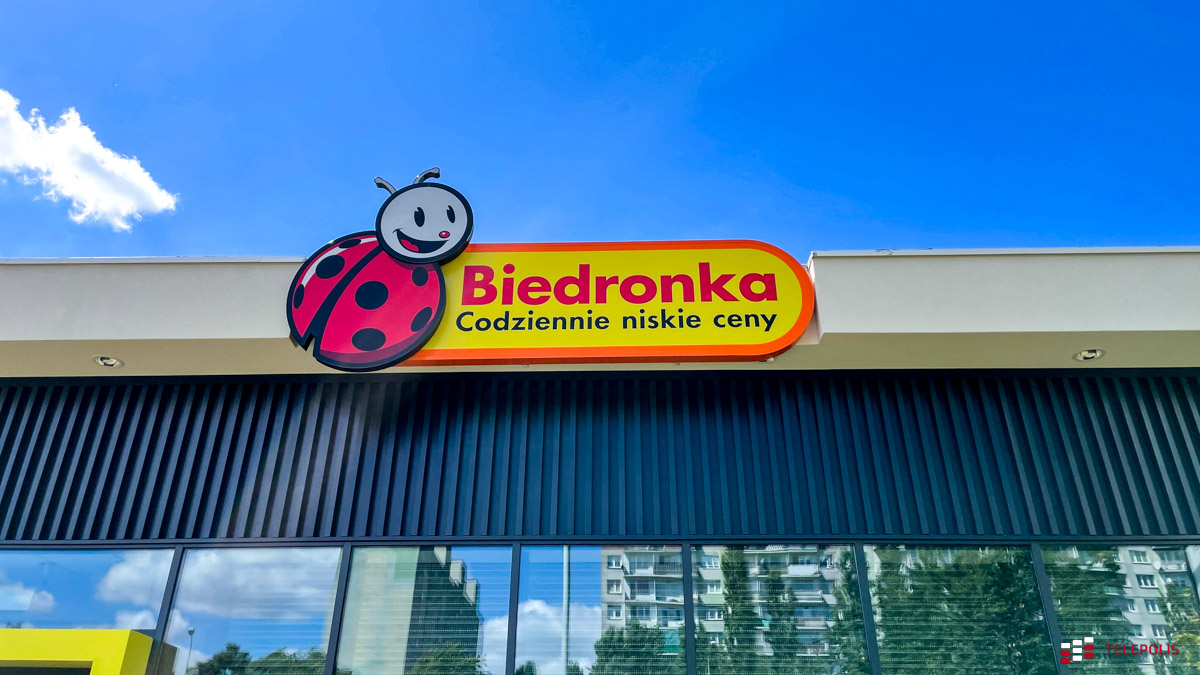 Biedronka
Codziennie niskie ceny
TELEPOLIS